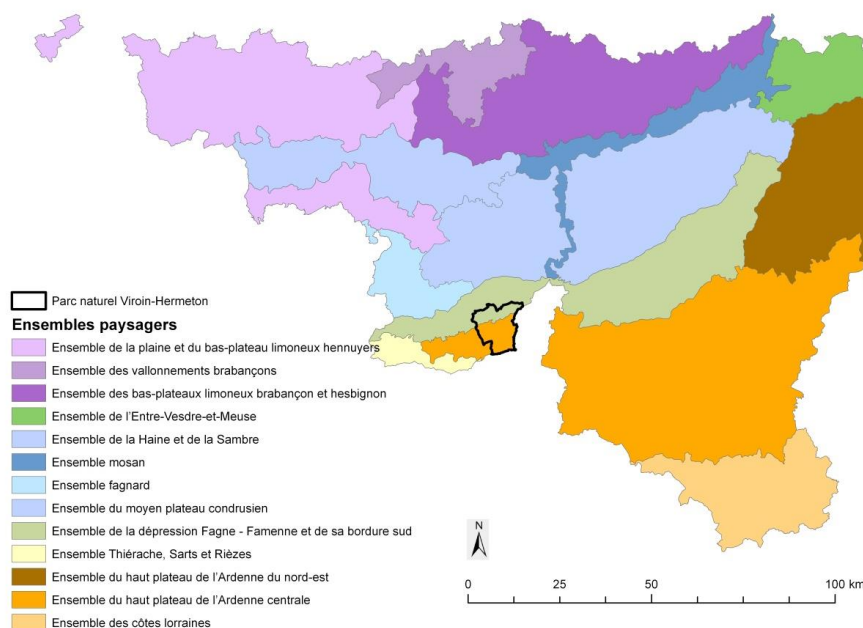 Parc naturel Viroin-Hermeton
Ensembles paysagers
Ensemble de la plaine et du bas-plateau limoneux hennuyers
Ensemble des vallonnements brabançons
Ensemble des bas-plateaux limoneux brabançon et hesbignon
Ensemble de l'Entre-Vesdre-et-Meuse
Ensemble de la Haine et de la Sambre
Ensemble mosan
Ensemble fagnard
Ensemble du moyen plateau condrusien
Ensemble de la dépression Fagne - Famenne et de sa bordure sud
Ensemble Thiérache, Sarts et Rièzes
Ensemble du haut plateau de l'Ardenne du nord-est
Ensemble du haut plateau de l'Ardenne centrale
Ensemble des côtes lorraines
N
0 25 50 100 km